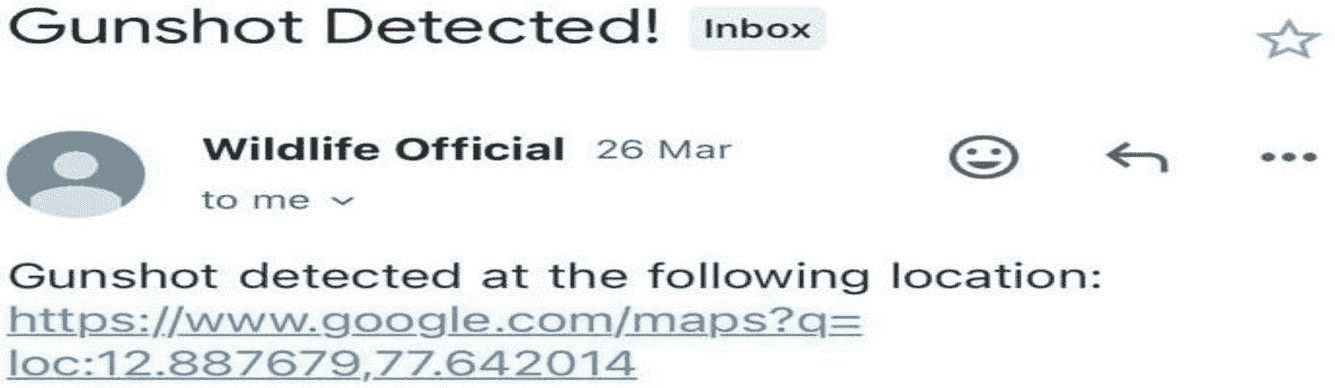 Gunshot Detected! Inbox
Wildlife Official 26 Mar
to me
Gunshot detected at the following location:
https://www.google.com/maps?q=
loc:12.887679,77.642014